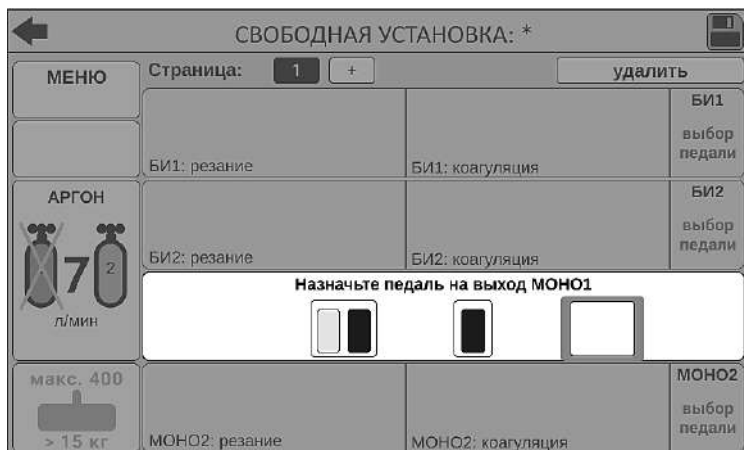 СВОБОДНАЯ УСТАНОВКА: *
МЕНЮ
Страница: 1 + удалить
БИ1
выбор
педали
БИ1: резание БИ1: коагуляция
АРГОН
7 2
л/мин
БИ2
выбор
педали
БИ2: резание БИ2: коагуляция
Назначьте педаль на выход МОНО1
макс. 400
> 15 кг
МОНО2
выбор
педали
МОНО2: резание МОНО2: коагуляция